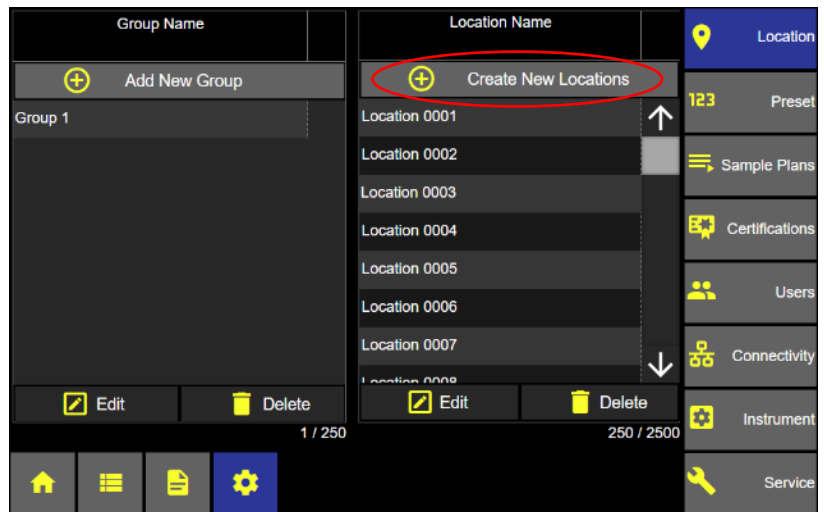 Group Name
Add New Group
Group 1
Edit
Delete
1 / 250
Location Name
Create New Locations
Location 0001
Location 0002
Location 0003
Location 0004
Location 0005
Location 0006
Location 0007
Location 0008
Edit
Delete
250 / 2500
Location
123 Preset
Sample Plans
Certifications
Users
Connectivity
Instrument
Service